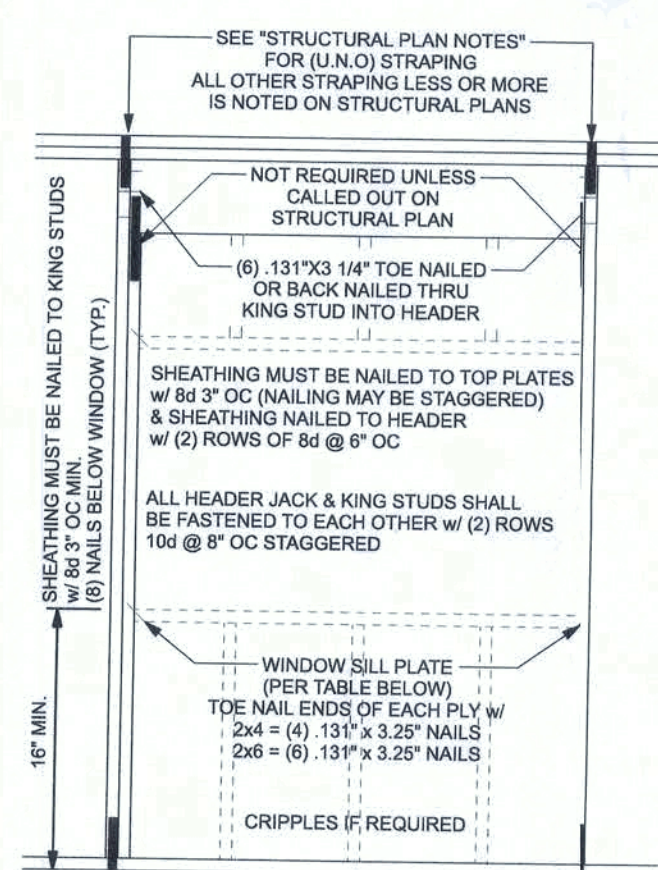 SEE "STRUCTURAL PLAN NOTES"
FOR (U.N.O) STRAPING
ALL OTHER STRAPING LESS OR MORE
IS NOTED ON STRUCTURAL PLANS
NOT REQUIRED UNLESS
CALLED OUT ON
STRUCTURAL PLAN
(6) .131"X3 1/4" TOE NAILED
OR BACK NAILED THRU
KING STUD INTO HEADER
SHEATHING MUST BE NAILED TO KING STUDS
w/ 8d 3" OC MIN.
(8) NAILS BELOW WINDOW (TYP.)
SHEATHING MUST BE NAILED TO TOP PLATES
w/ 8d 3" OC (NAILING MAY BE STAGGERED)
& SHEATHING NAILED TO HEADER
w/ (2) ROWS OF 8d @ 6" OC
ALL HEADER JACK & KING STUDS SHALL
BE FASTENED TO EACH OTHER w/ (2) ROWS
10d @ 8" OC STAGGERED
16" MIN.
WINDOW SILL PLATE
(PER TABLE BELOW)
TOE NAIL ENDS OF EACH PLY w/
2x4 = (4) .131" x 3.25" NAILS
2x6 = (6) .131" x 3.25" NAILS
CRIPPLES IF REQUIRED